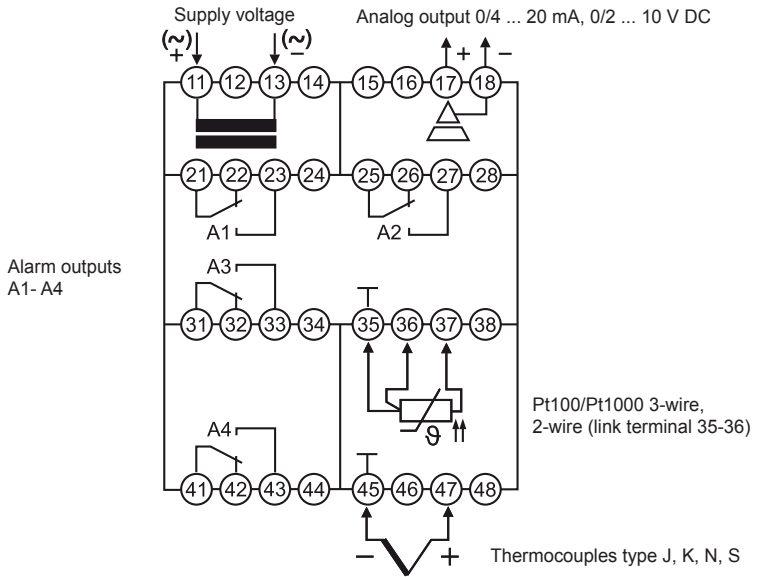 Supply voltage
Analog output 0/4 ... 20 mA, 0/2 ... 10 V DC
(~) (~)
+ − + −
11 12 13 14 15 16 17 18
21 22 23 24 25 26 27 28
A1 A2
Alarm outputs
A1- A4
A3
31 32 33 34 35 36 37 38
Pt100/Pt1000 3-wire,
2-wire (link terminal 35-36)
A4 ϑ
41 42 43 44 45 46 47 48
− +
Thermocouples type J, K, N, S